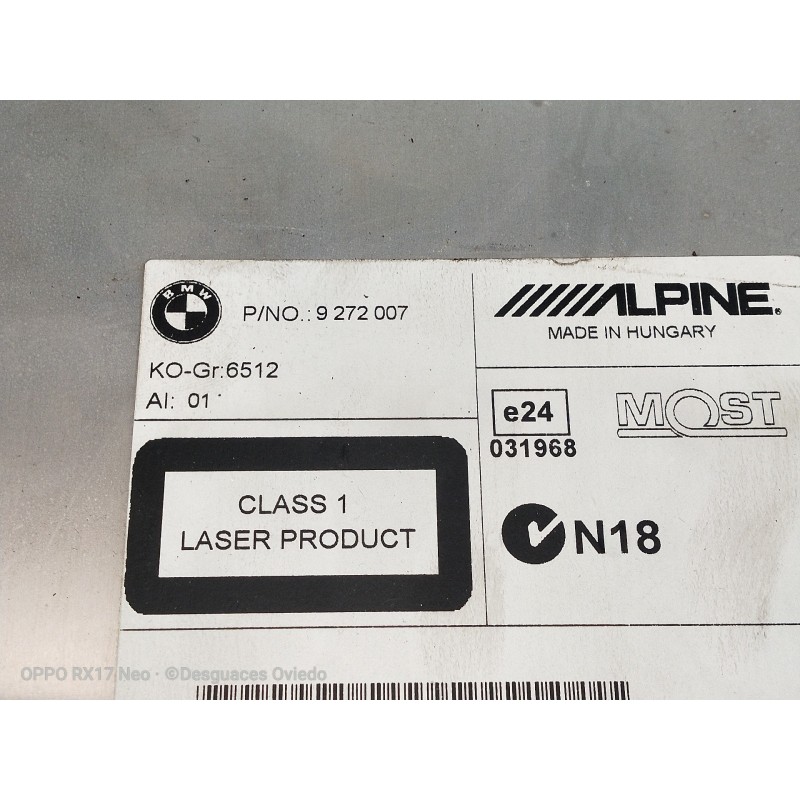 BMW
P/NO.: 9 272 007
KO-Gr:6512
AI: 01
ALPINE®
MADE IN HUNGARY
e24
031968
MOST
N18
CLASS 1
LASER PRODUCT
OPPO RX17 Neo · ©Desguaces Oviedo